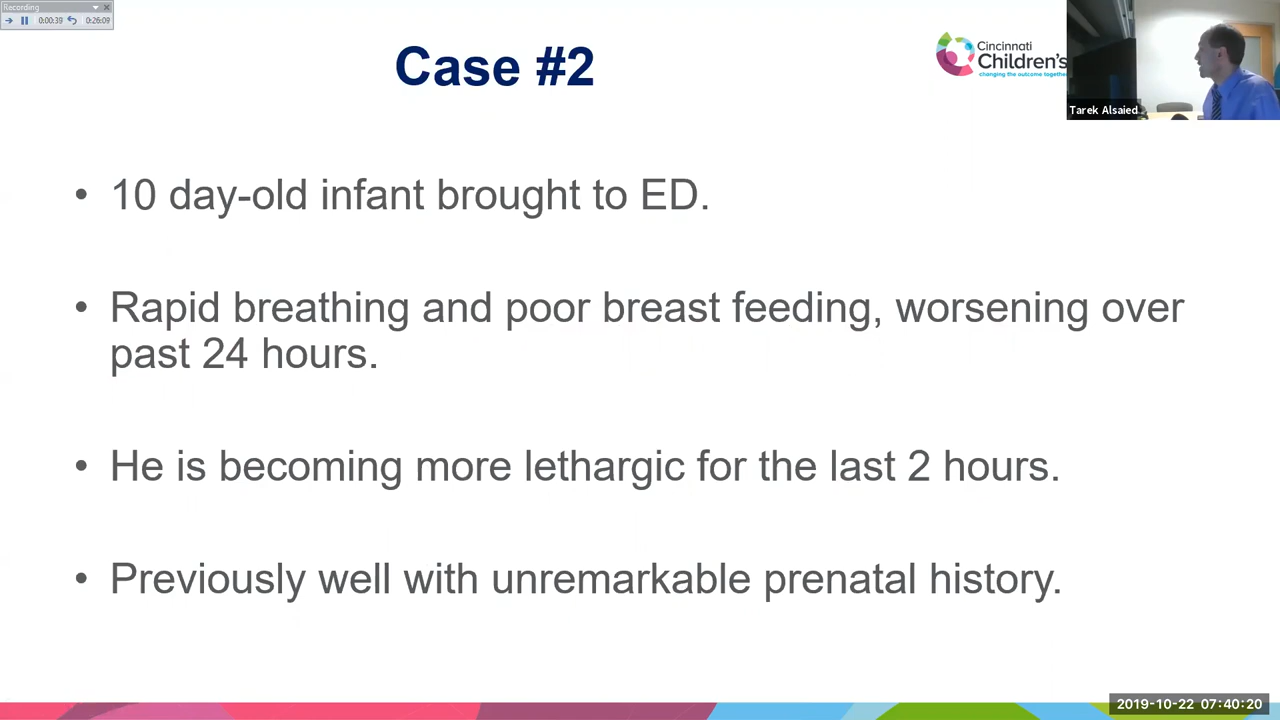 Recording
0:00:39
0:26:09
Case #2
Cincinnati
Children's
changing the outcome together
Tarek Alsaied
• 10 day-old infant brought to ED.
• Rapid breathing and poor breast feeding, worsening over
past 24 hours.
• He is becoming more lethargic for the last 2 hours.
• Previously well with unremarkable prenatal history.
2019-10-22 07:40:20